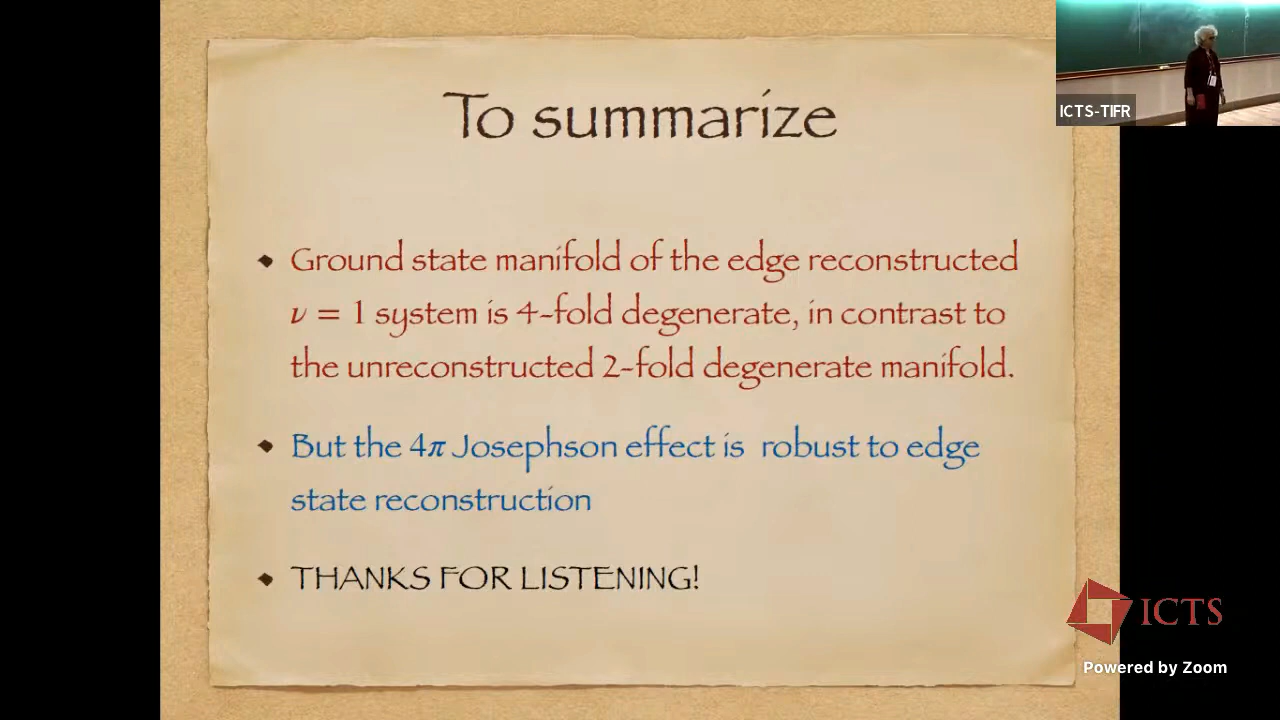 To summarize
Ground state manifold of the edge reconstructed
ν = 1 system is 4-fold degenerate, in contrast to
the unreconstructed 2-fold degenerate manifold.
But the 4π Josephson effect is robust to edge
state reconstruction
THANKS FOR LISTENING!
ICTS-TIFR
ICTS
Powered by Zoom